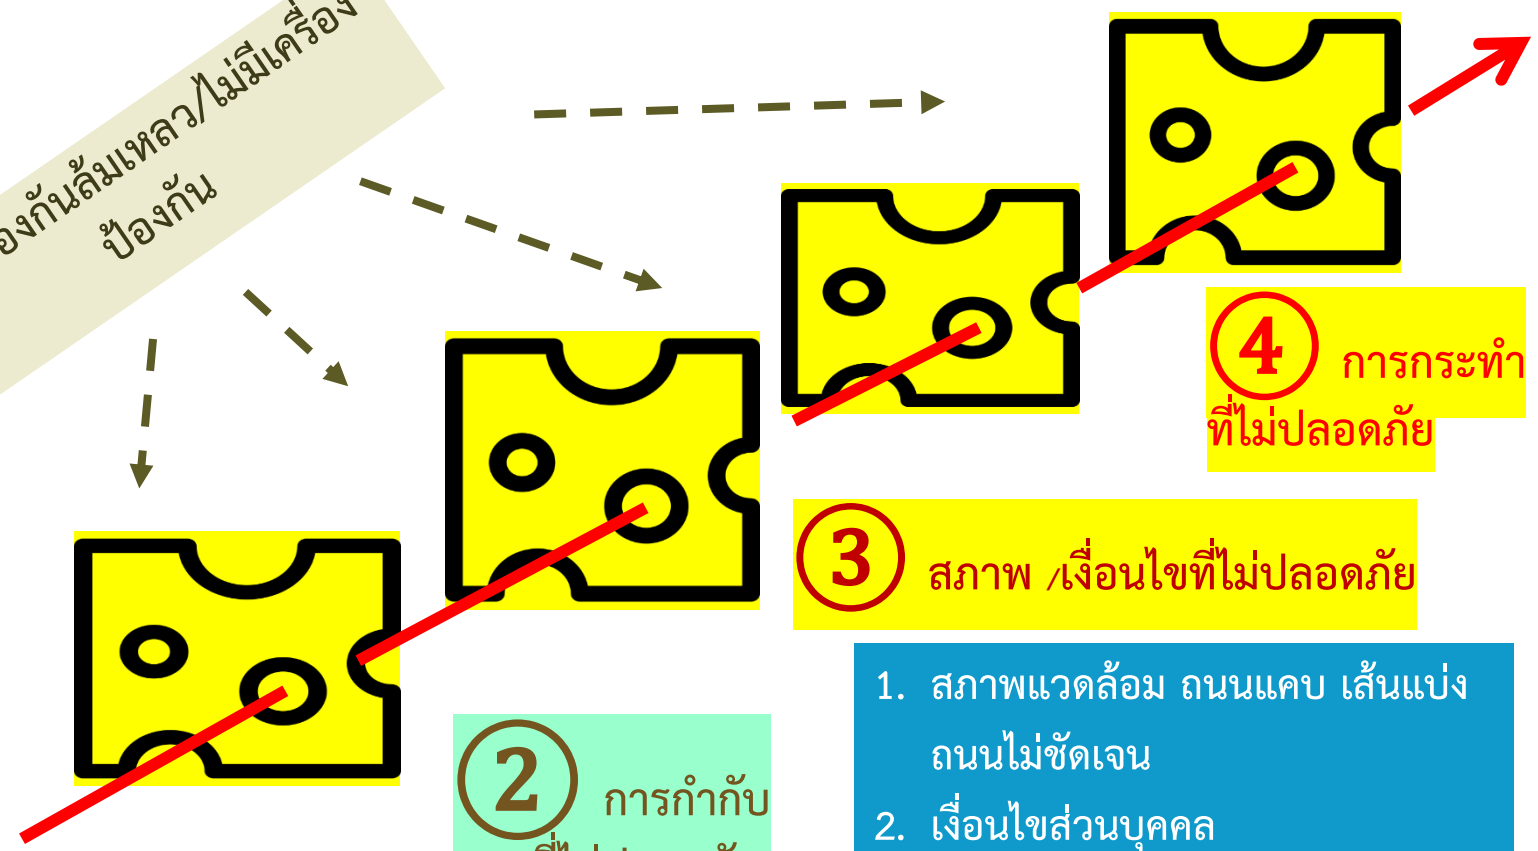 ป้องกันล้มเหลว/ไม่มีเครื่อง
ป้องกัน
4 การกระทำ
ที่ไม่ปลอดภัย
3 สภาพ /เงื่อนไขที่ไม่ปลอดภัย
1. สภาพแวดล้อม ถนนแคบ เส้นแบ่ง
ถนนไม่ชัดเจน
2. เงื่อนไขส่วนบุคคล
2 การกำกับ